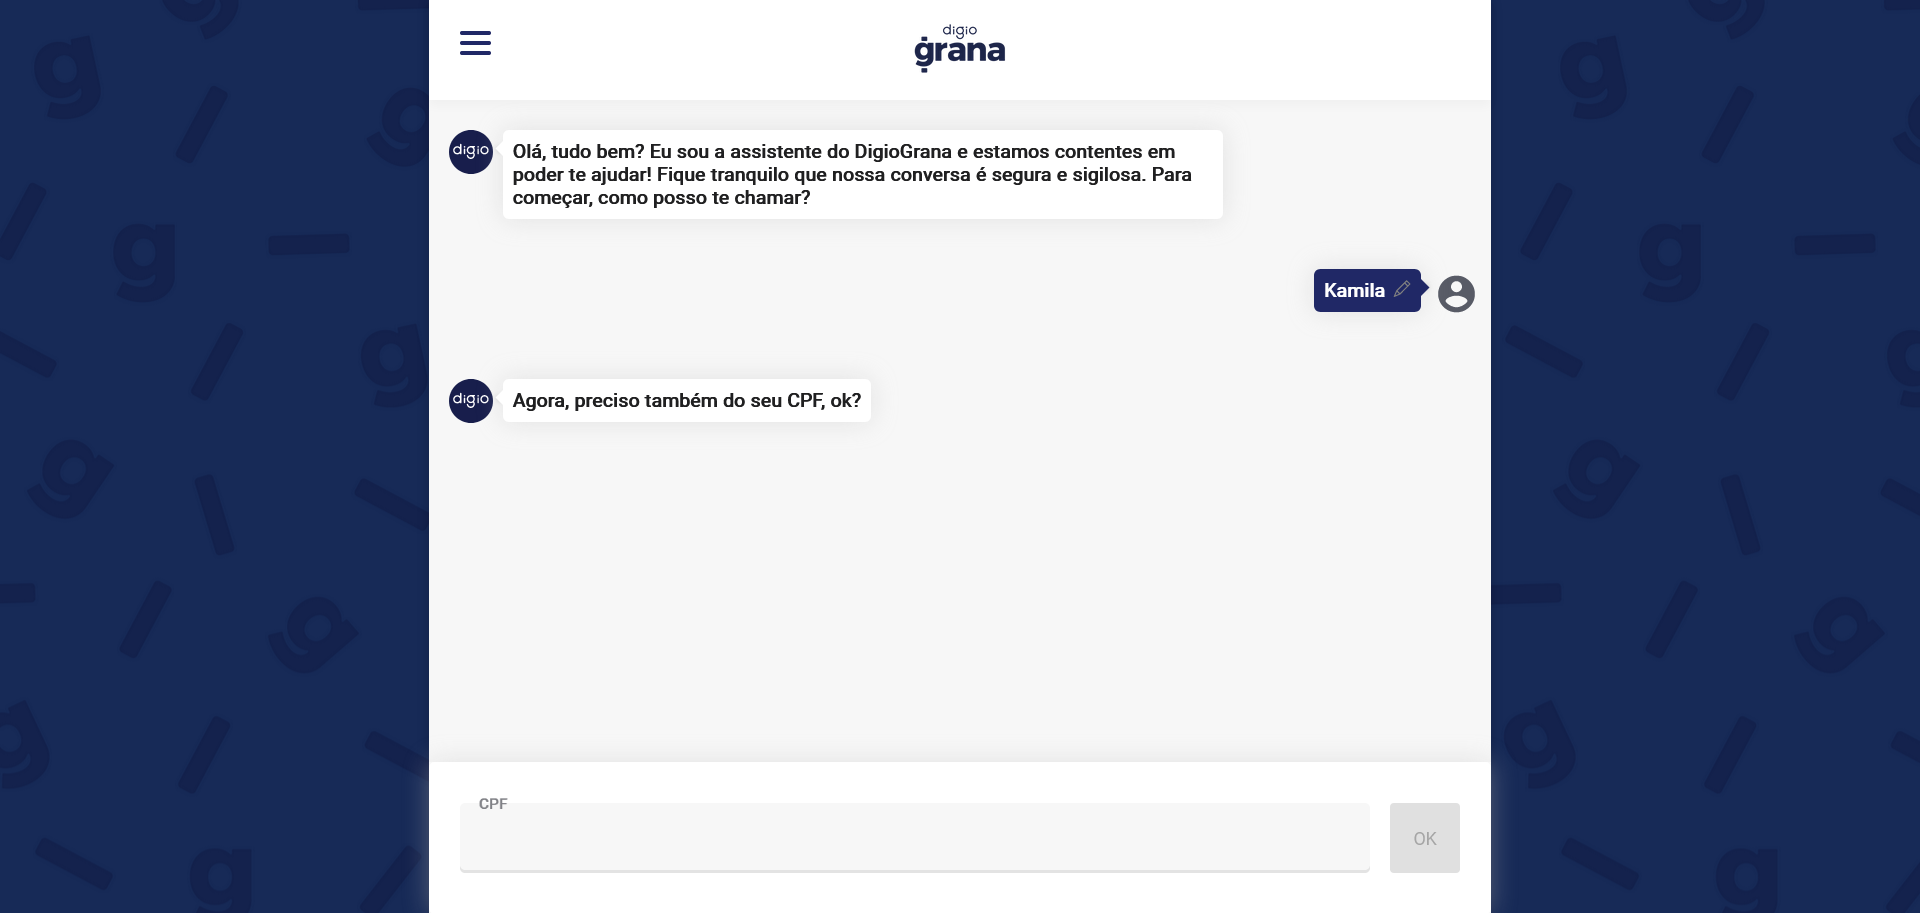 digio
grana
digio
Olá, tudo bem? Eu sou a assistente do DigioGrana e estamos contentes em
poder te ajudar! Fique tranquilo que nossa conversa é segura e sigilosa. Para
começar, como posso te chamar?
Kamila
digio
Agora, preciso também do seu CPF, ok?
CPF
OK